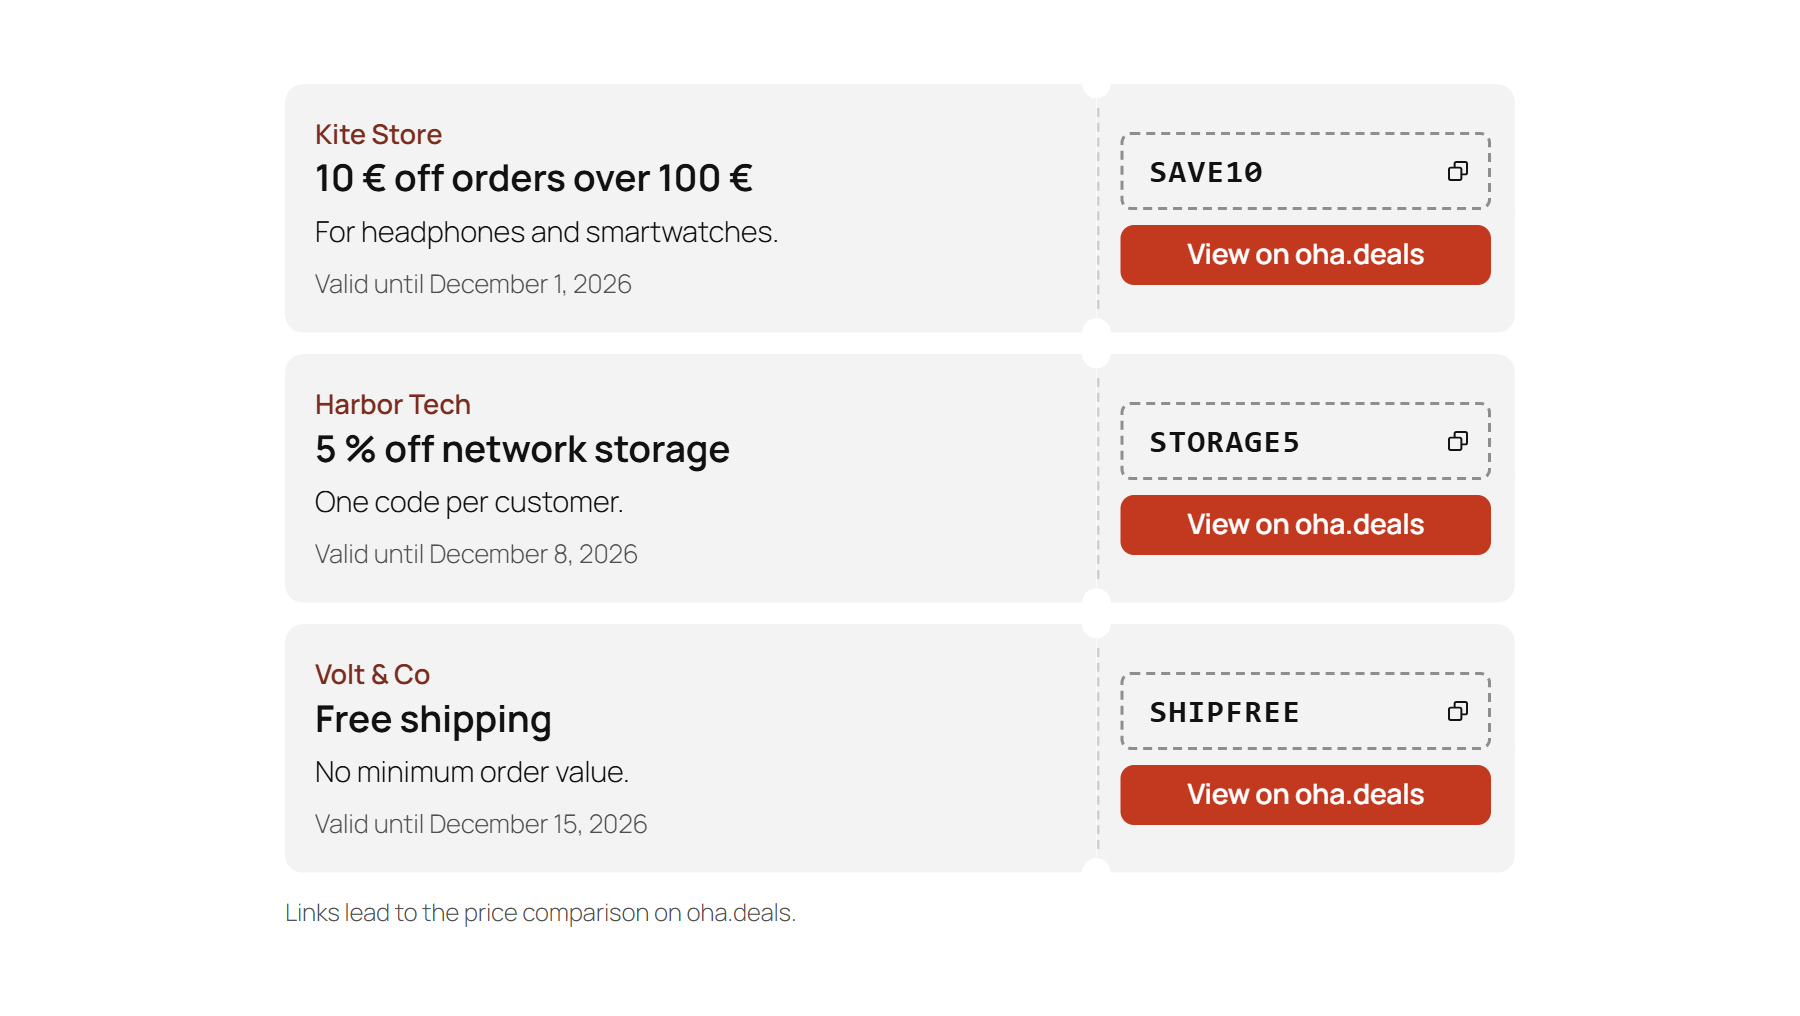 Kite Store
10 € off orders over 100 €
For headphones and smartwatches.
Valid until December 1, 2026
SAVE10
View on oha.deals
Harbor Tech
5 % off network storage
One code per customer.
Valid until December 8, 2026
STORAGE5
View on oha.deals
Volt & Co
Free shipping
No minimum order value.
Valid until December 15, 2026
SHIPFREE
View on oha.deals
Links lead to the price comparison on oha.deals.